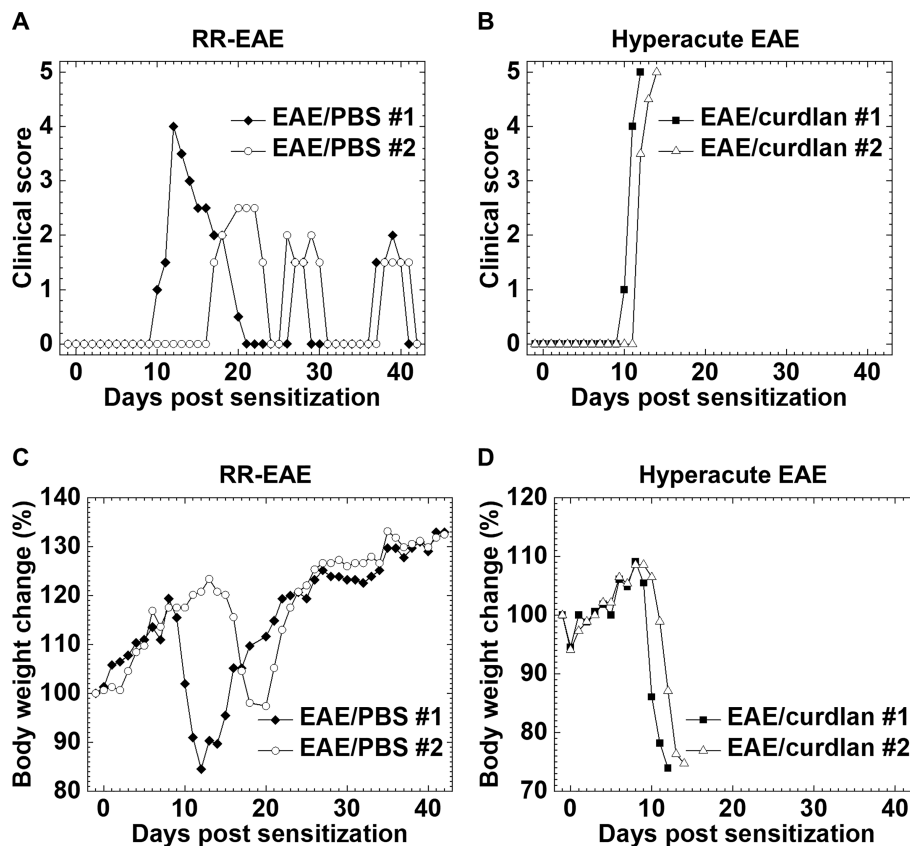 A
RR-EAE
Clinical score
5
4
3
2
1
0
EAE/PBS #1
EAE/PBS #2
0 10 20 30 40
Days post sensitization
B
Hyperacute EAE
Clinical score
5
4
3
2
1
0
EAE/curdlan #1
EAE/curdlan #2
0 10 20 30 40
Days post sensitization
C
RR-EAE
Body weight change (%)
140
130
120
110
100
90
80
EAE/PBS #1
EAE/PBS #2
0 10 20 30 40
Days post sensitization
D
Hyperacute EAE
Body weight change (%)
120
110
100
90
80
70
EAE/curdlan #1
EAE/curdlan #2
0 10 20 30 40
Days post sensitization